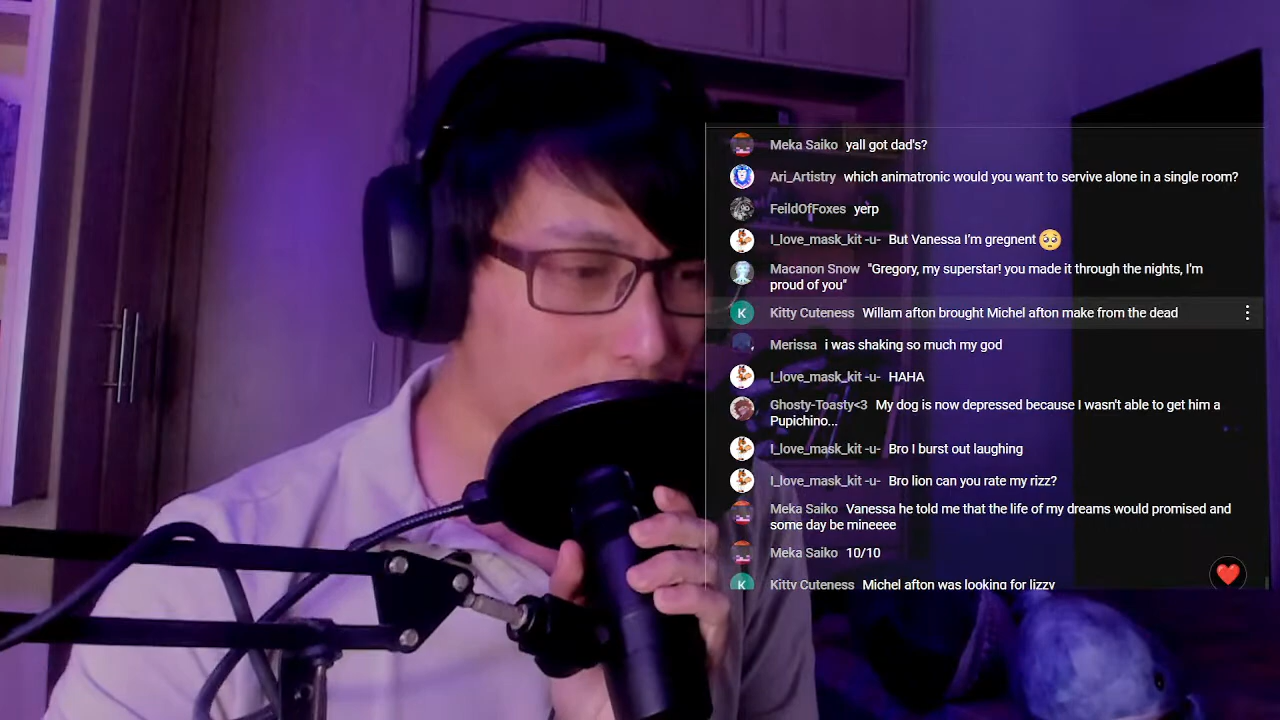 Meka Saiko yall got dad's?
Ari_Artistry which animatronic would you want to servive alone in a single room?
FeildOfFoxes yerp
I_love_mask_kit -u- But Vanessa I'm gregnent 🥺
Macanon Snow "Gregory, my superstar! you made it through the nights, I'm
proud of you"
K Kitty Cuteness Willam afton brought Michel afton make from the dead
Merissa i was shaking so much my god
I_love_mask_kit -u- HAHA
Ghosty-Toasty<3 My dog is now depressed because I wasn't able to get him a
Pupichino...
I_love_mask_kit -u- Bro I burst out laughing
I_love_mask_kit -u- Bro lion can you rate my rizz?
Meka Saiko Vanessa he told me that the life of my dreams would promised and
some day be mineeee
Meka Saiko 10/10
K Kitty Cuteness Michel afton was looking for lizzy